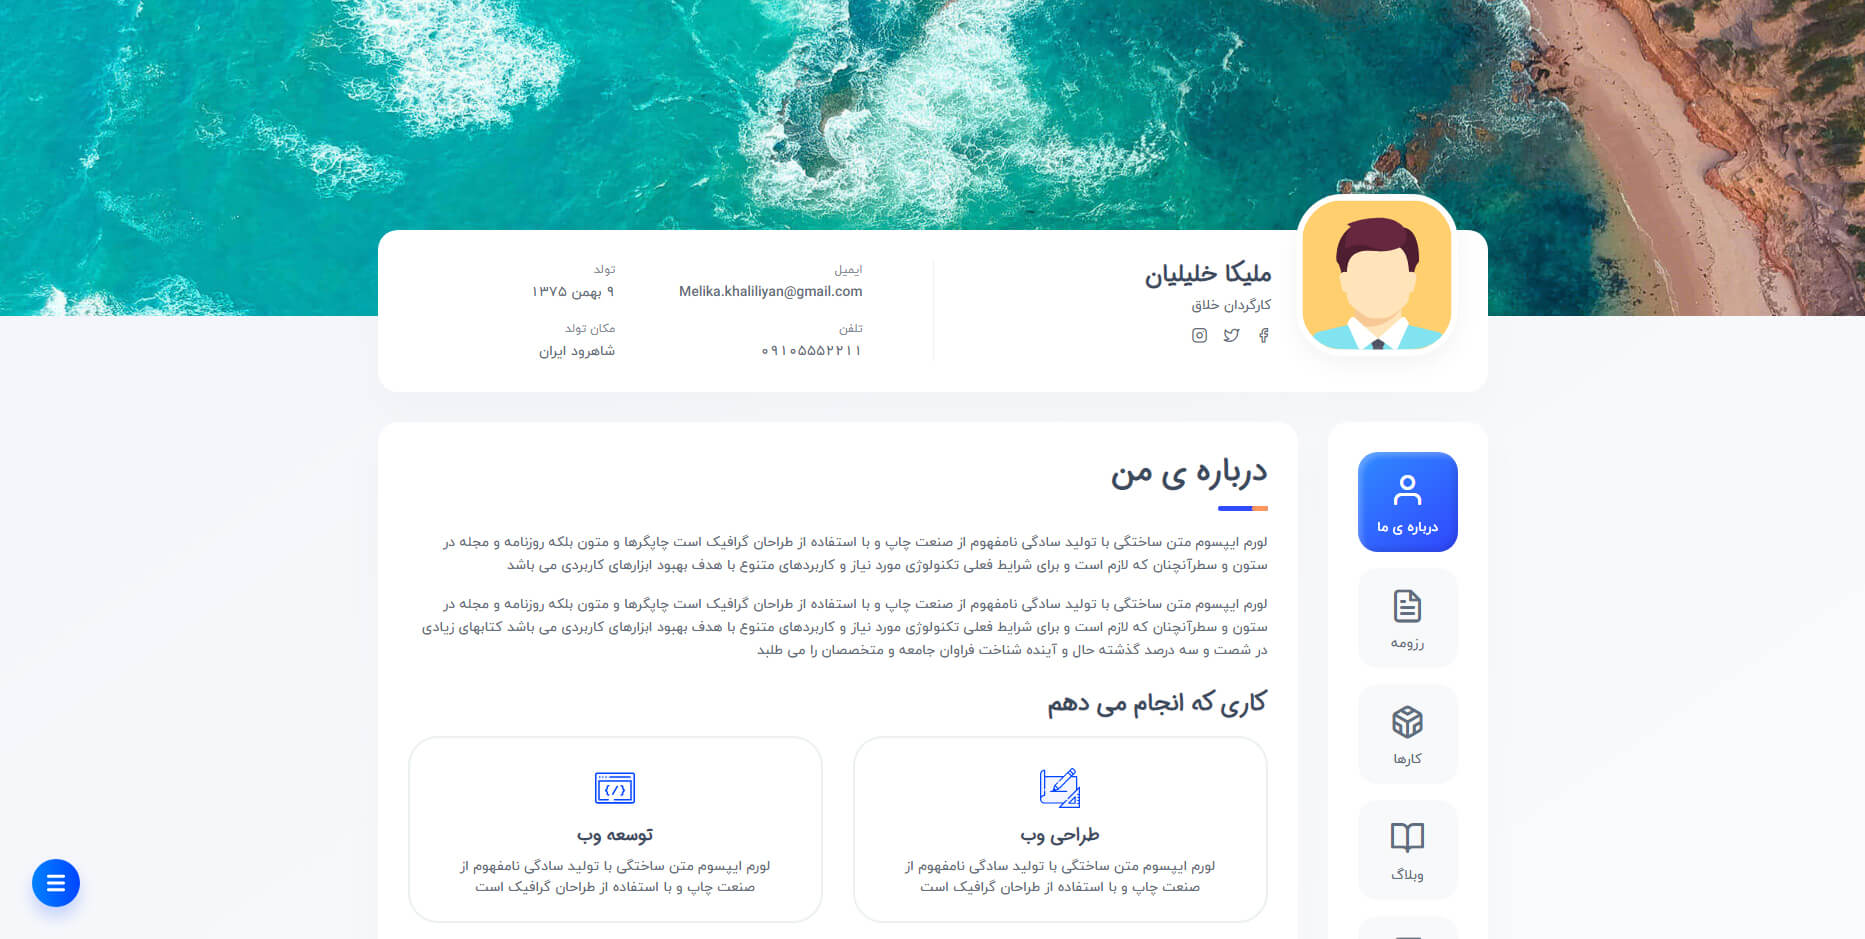 ملیکا خلیلیان
کارگردان خلاق
ایمیل
Melika.khaliliyan@gmail.com
تلفن
۰۹۱۰۵۵۵۲۲۱۱
تولد
۹ بهمن ۱۳۷۵
مکان تولد
شاهرود ایران
درباره ی ما
رزومه
کارها
وبلاگ
درباره ی من
لورم ایپسوم متن ساختگی با تولید سادگی نامفهوم از صنعت چاپ و با استفاده از طراحان گرافیک است چاپگرها و متون بلکه روزنامه و مجله در
ستون و سطرآنچنان که لازم است و برای شرایط فعلی تکنولوژی مورد نیاز و کاربردهای متنوع با هدف بهبود ابزارهای کاربردی می باشد
لورم ایپسوم متن ساختگی با تولید سادگی نامفهوم از صنعت چاپ و با استفاده از طراحان گرافیک است چاپگرها و متون بلکه روزنامه و مجله در
ستون و سطرآنچنان که لازم است و برای شرایط فعلی تکنولوژی مورد نیاز و کاربردهای متنوع با هدف بهبود ابزارهای کاربردی می باشد کتابهای زیادی
در شصت و سه درصد گذشته حال و آینده شناخت فراوان جامعه و متخصصان را می طلبد
کاری که انجام می دهم
طراحی وب
لورم ایپسوم متن ساختگی با تولید سادگی نامفهوم از
صنعت چاپ و با استفاده از طراحان گرافیک است
توسعه وب
لورم ایپسوم متن ساختگی با تولید سادگی نامفهوم از
صنعت چاپ و با استفاده از طراحان گرافیک است